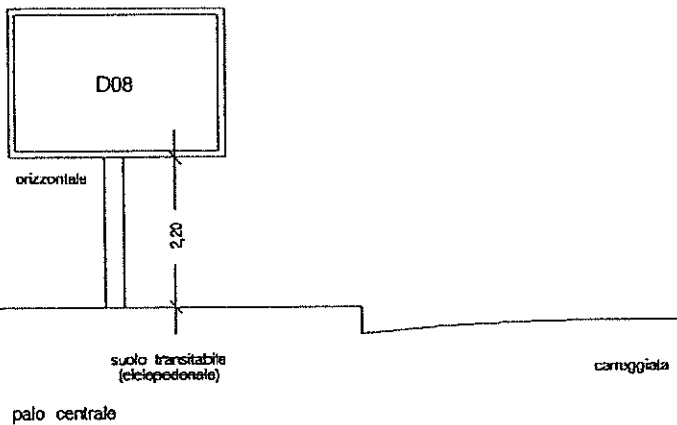 D08
orizzontale
2,20
suolo transitabile
(ciclopedonale)
carreggiata
palo centrale